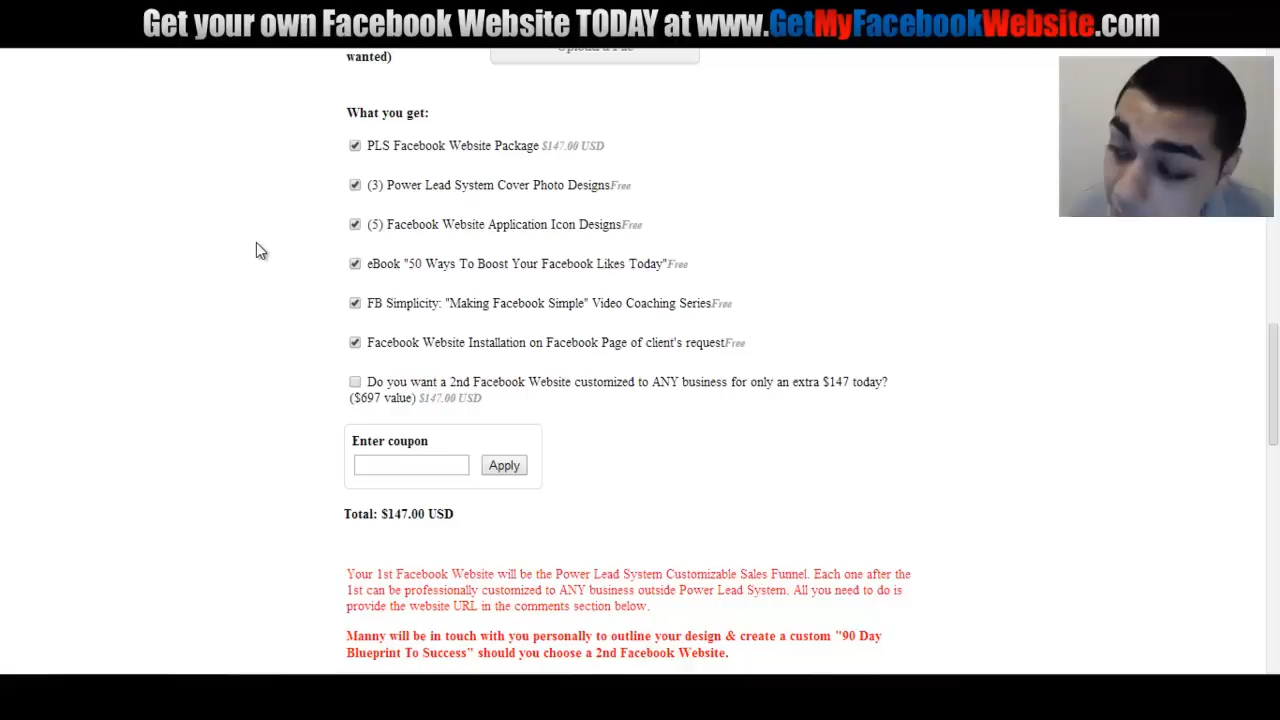 Get your own Facebook Website TODAY at www.GetMyFacebookWebsite.com
wanted)
What you get:
PLS Facebook Website Package $147.00 USD
(3) Power Lead System Cover Photo DesignsFree
(5) Facebook Website Application Icon DesignsFree
eBook "50 Ways To Boost Your Facebook Likes Today"Free
FB Simplicity: "Making Facebook Simple" Video Coaching SeriesFree
Facebook Website Installation on Facebook Page of client's requestFree
Do you want a 2nd Facebook Website customized to ANY business for only an extra $147 today?
($697 value) $147.00 USD
Enter coupon
Apply
Total: $147.00 USD
Your 1st Facebook Website will be the Power Lead System Customizable Sales Funnel. Each one after the
1st can be professionally customized to ANY business outside Power Lead System. All you need to do is
provide the website URL in the comments section below.
Manny will be in touch with you personally to outline your design & create a custom "90 Day
Blueprint To Success" should you choose a 2nd Facebook Website.